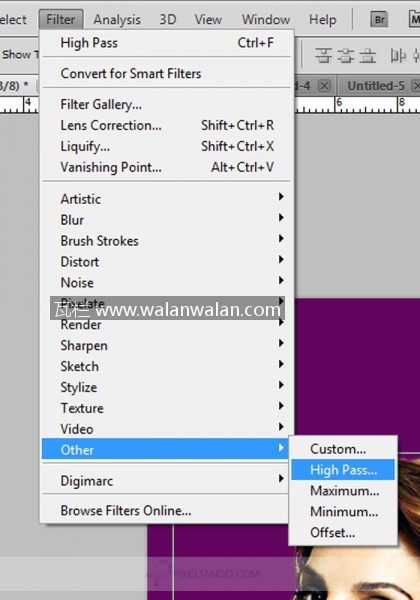 elect Filter Analysis 3D View Window Help Br
High Pass Ctrl+F
Show T
Convert for Smart Filters
3/8) * d-4 Untitled-5
Filter Gallery...
4 6 8
Lens Correction... Shift+Ctrl+R
Liquify... Shift+Ctrl+X
Vanishing Point... Alt+Ctrl+V
Artistic
Blur
Brush Strokes
Distort
Noise
Pixelate
瓦栏 www.walanwalan.com
Render
Sharpen
Sketch
Stylize
Texture
Video
Other
Custom...
High Pass...
Digimarc
Maximum...
Browse Filters Online...
Minimum...
Offset...
PIXELTANGO.COM